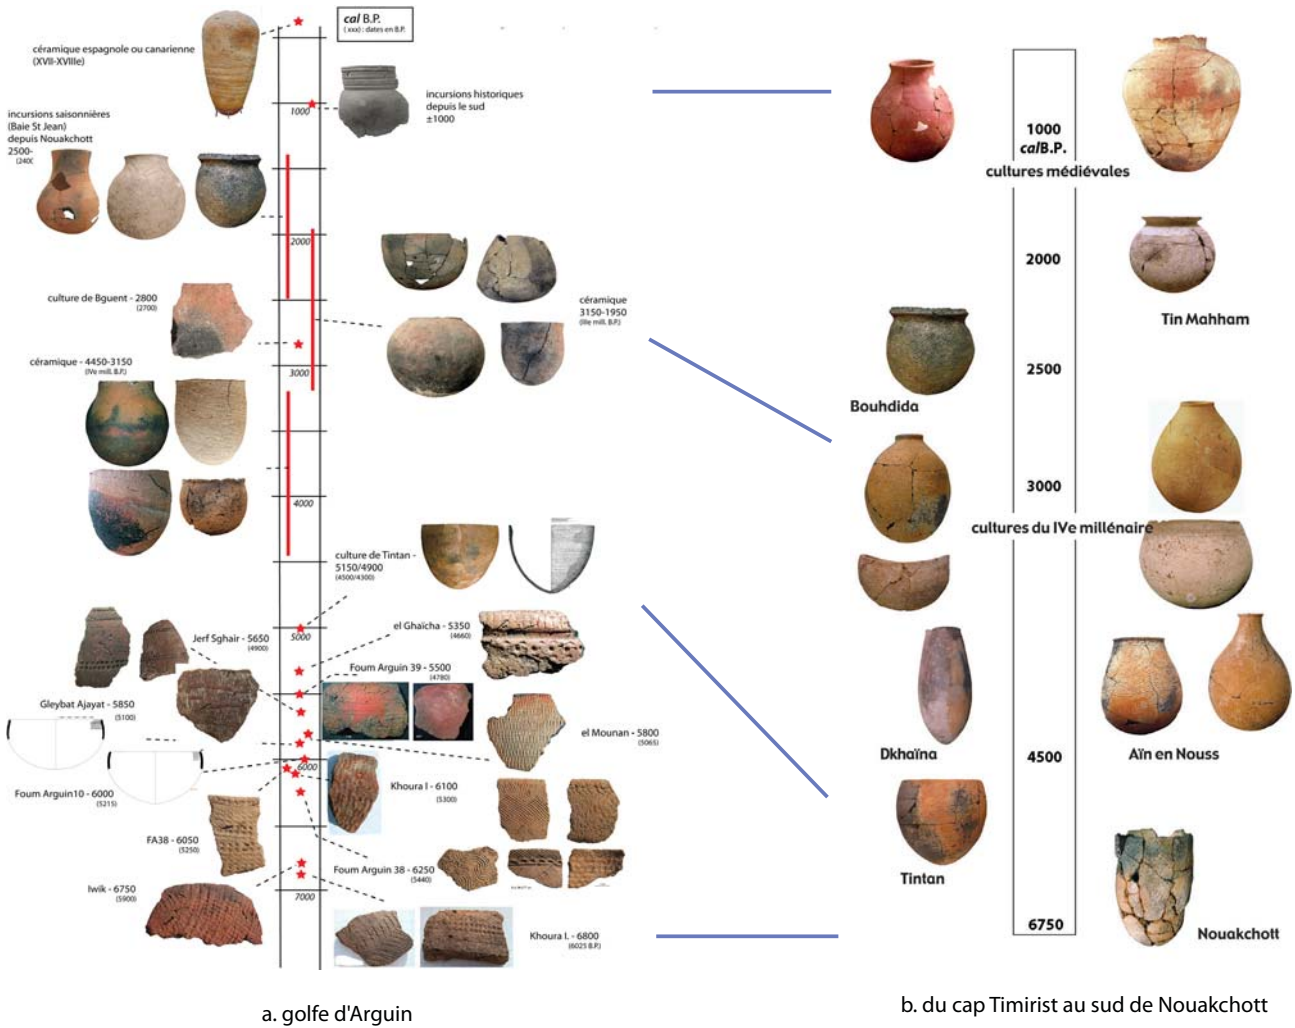 cal B.P.
( xxx) : dates en B.P.
céramique espagnole ou canarienne
(XVII-XVIIIe)
incursions saisonnières
(Baie St Jean)
depuis Nouakchott
2500-
(240
incursions historiques
depuis le sud
±1000
1000
2000
3000
4000
5000
6000
7000
culture de Bguent - 2800
(2700)
céramique
3150-1950
(IIIe mill. B.P.)
céramique - 4450-3150
(IVe mill. B.P.)
culture de Tintan -
5150/4900
(4500/4300)
Jerf Sghair - 5650
(4900)
el Ghaïcha - 5350
(4660)
Foum Arguin 39 - 5500
(4780)
Gleybat Ajayat - 5850
(5100)
el Mounan - 5800
(5065)
Foum Arguin10 - 6000
(5215)
Khoura I - 6100
(5300)
FA38 - 6050
(5250)
Foum Arguin 38 - 6250
(5440)
Iwik - 6750
(5900)
Khoura I. - 6800
(6025 B.P.)
a. golfe d'Arguin
1000
calB.P.
cultures médiévales
2000
Tin Mahham
2500
Bouhdida
3000
cultures du IVe millénaire
Dkhaïna
4500
Aïn en Nouss
Tintan
6750
Nouakchott
b. du cap Timirist au sud de Nouakchott